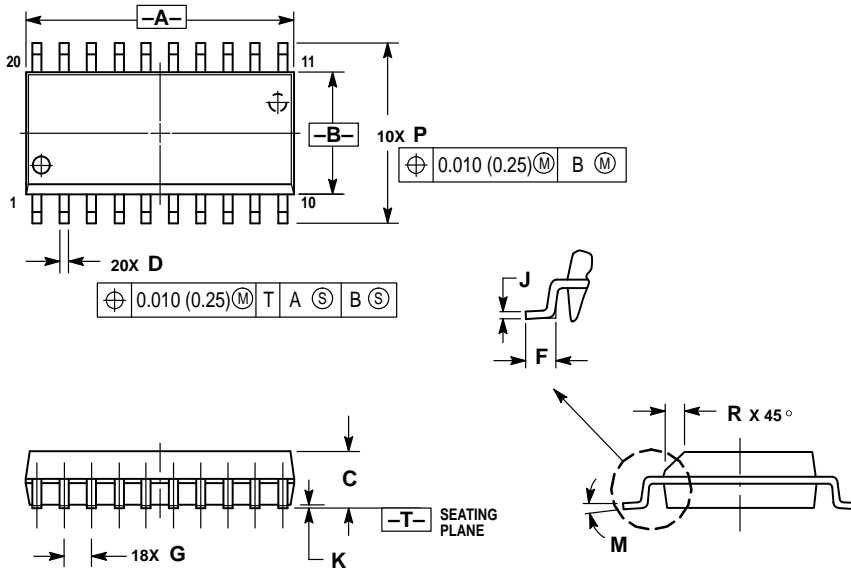 –A–
20
11
–B–
10X P
⌖ 0.010 (0.25) Ⓜ B Ⓜ
1
10
20X D
⌖ 0.010 (0.25) Ⓜ T A Ⓢ B Ⓢ
J
F
R X 45°
C
–T– SEATING
PLANE
K
M
18X G